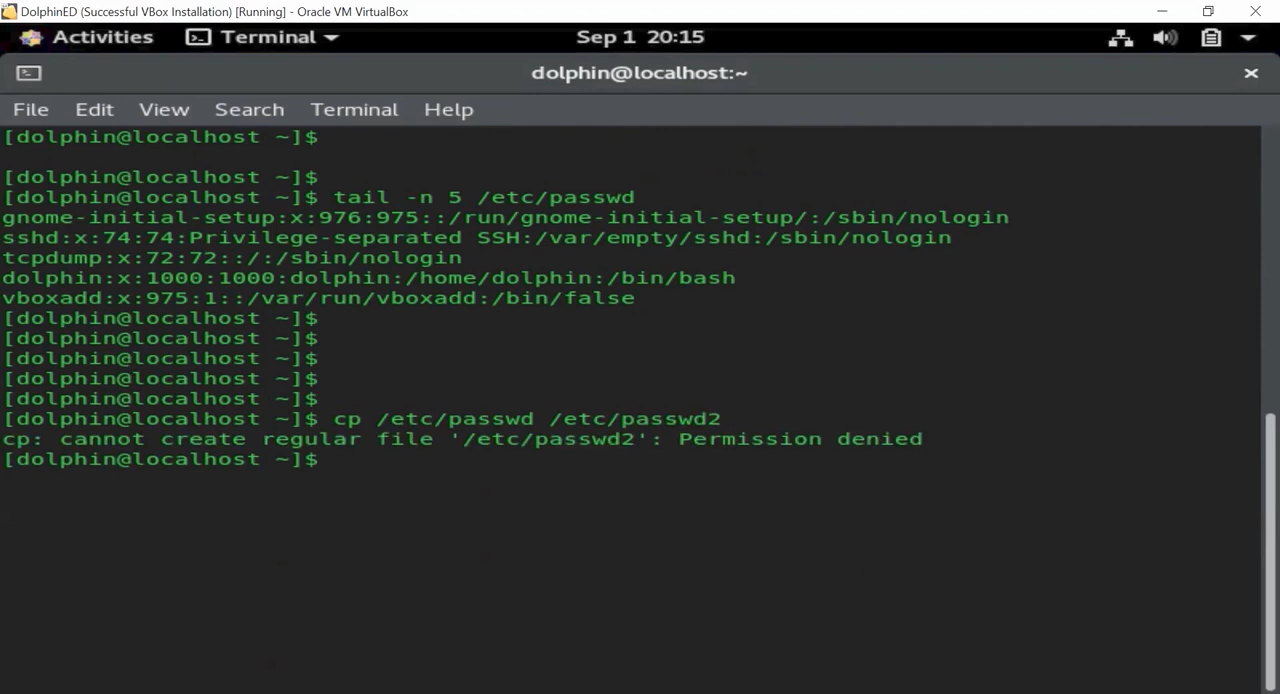 DolphinED (Successful VBox Installation) [Running] - Oracle VM VirtualBox
Activities Terminal Sep 1 20:15
dolphin@localhost:~
File Edit View Search Terminal Help
[dolphin@localhost ~]$
[dolphin@localhost ~]$
[dolphin@localhost ~]$ tail -n 5 /etc/passwd
gnome-initial-setup:x:976:975::/run/gnome-initial-setup/:/sbin/nologin
sshd:x:74:74:Privilege-separated SSH:/var/empty/sshd:/sbin/nologin
tcpdump:x:72:72::/:/sbin/nologin
dolphin:x:1000:1000:dolphin:/home/dolphin:/bin/bash
vboxadd:x:975:1::/var/run/vboxadd:/bin/false
[dolphin@localhost ~]$
[dolphin@localhost ~]$
[dolphin@localhost ~]$
[dolphin@localhost ~]$
[dolphin@localhost ~]$
[dolphin@localhost ~]$ cp /etc/passwd /etc/passwd2
cp: cannot create regular file '/etc/passwd2': Permission denied
[dolphin@localhost ~]$